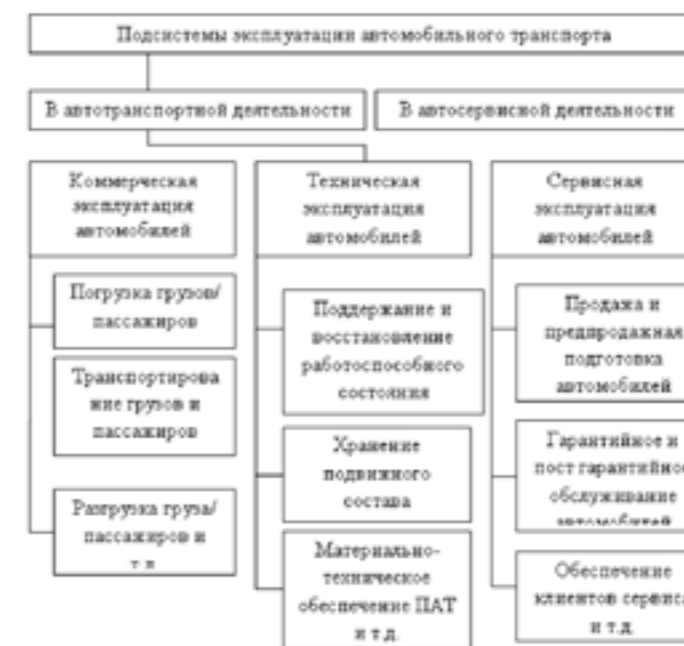 Подсистемы эксплуатации автомобильного транспорта
В автотранспортной деятельности
В автосервисной деятельности
Коммерческая
эксплуатация
автомобилей
Техническая
эксплуатация
автомобилей
Сервисная
эксплуатация
автомобилей
Погрузка грузов/
пассажиров
Транспортирова
ние грузов и
пассажиров
Разгрузка груза/
пассажиров и
т д
Поддержание и
восстановление
работоспособного
состояния
Хранение
подвижного
состава
Материально-
техническое
обеспечение ПАТ
и т.д.
Продажа и
предпродажная
подготовка
автомобилей
Гарантийное и
пост гарантийное
обслуживание
автомобилей
Обеспечение
клиентов сервиса
и т.д.